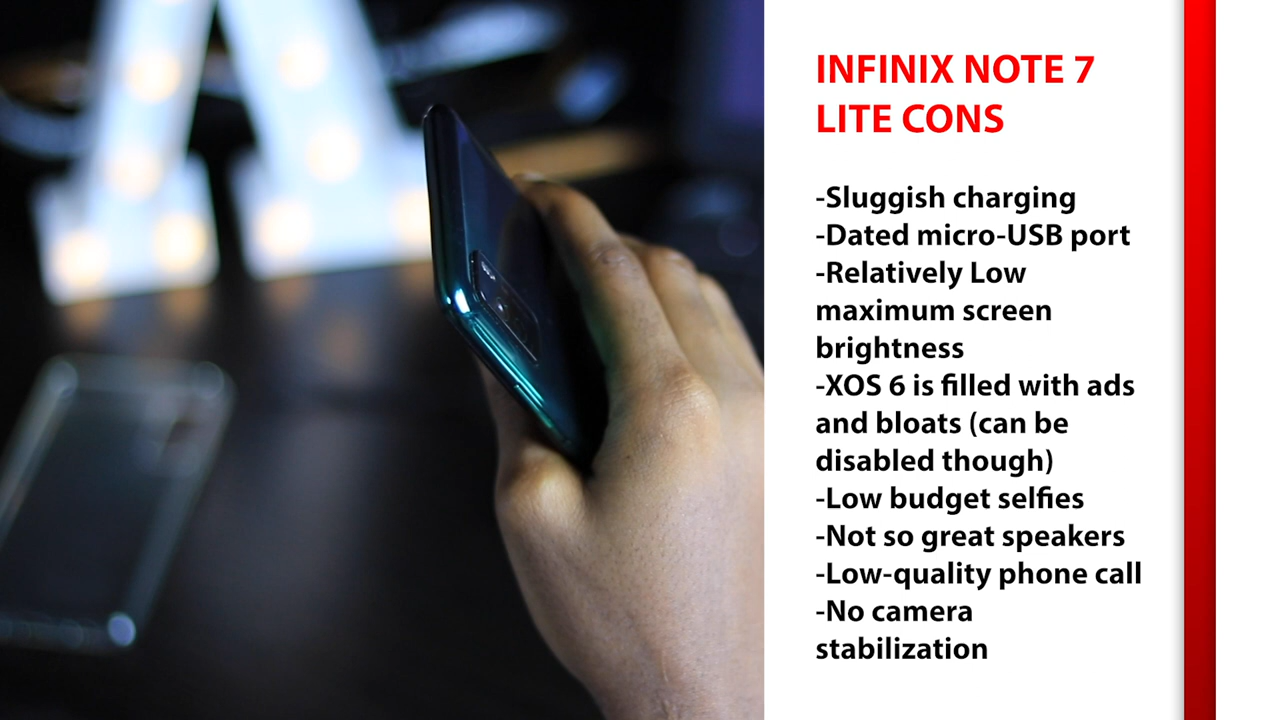 INFINIX NOTE 7
LITE CONS
-Sluggish charging
-Dated micro-USB port
-Relatively Low
maximum screen
brightness
-XOS 6 is filled with ads
and bloats (can be
disabled though)
-Low budget selfies
-Not so great speakers
-Low-quality phone call
-No camera
stabilization